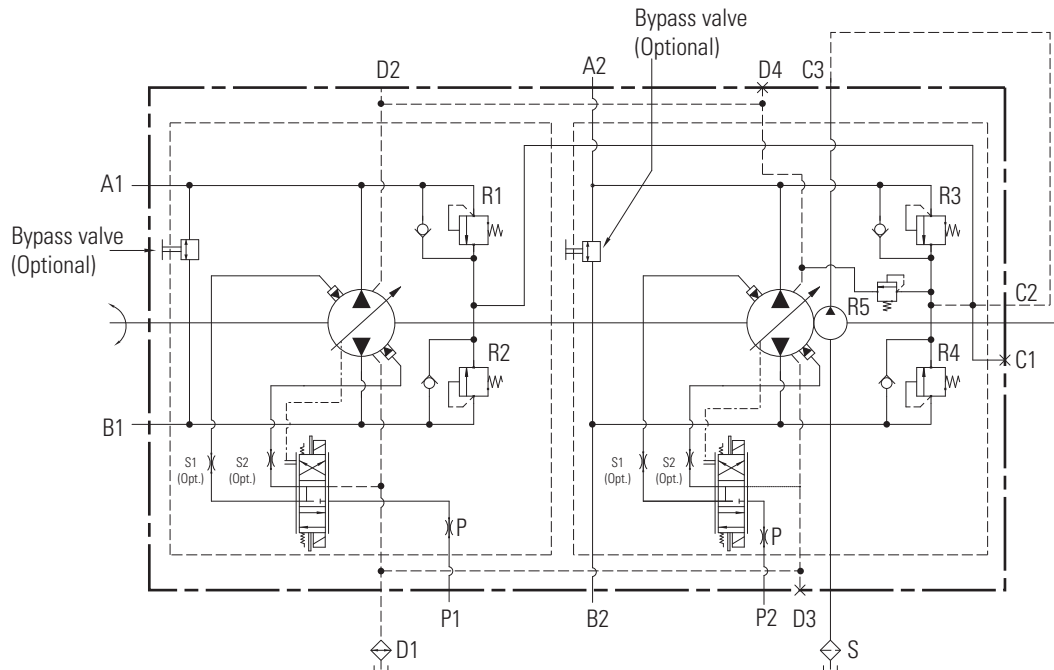 Bypass valve
(Optional)
D2
A2
D4
C3
A1
R1
R3
Bypass valve
(Optional)
R5
C2
R2
R4
C1
B1
S1
(Opt.)
S2
(Opt.)
S1
(Opt.)
S2
(Opt.)
P
P
P1
B2
P2
D3
D1
S